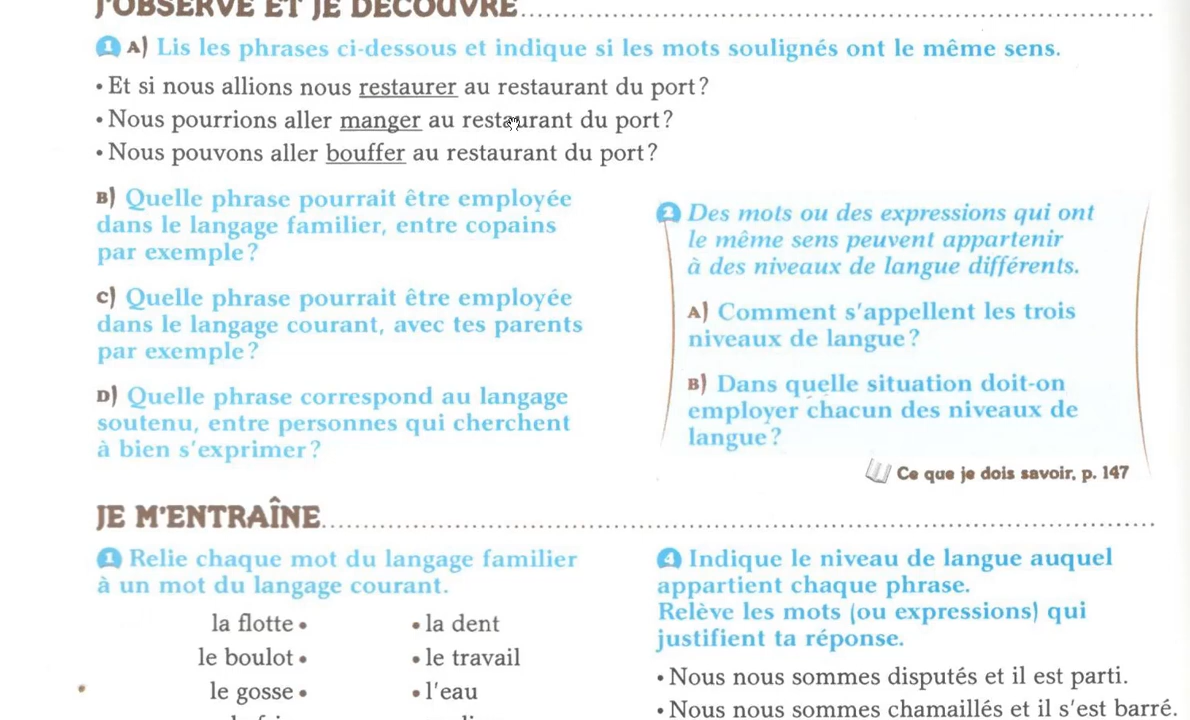 J'OBSERVE ET JE DÉCOUVRE
1 A) Lis les phrases ci-dessous et indique si les mots soulignés ont le même sens.
• Et si nous allions nous restaurer au restaurant du port ?
• Nous pourrions aller manger au restaurant du port ?
• Nous pouvons aller bouffer au restaurant du port ?
B) Quelle phrase pourrait être employée
dans le langage familier, entre copains
par exemple ?
C) Quelle phrase pourrait être employée
dans le langage courant, avec tes parents
par exemple ?
D) Quelle phrase correspond au langage
soutenu, entre personnes qui cherchent
à bien s'exprimer ?
2 Des mots ou des expressions qui ont
le même sens peuvent appartenir
à des niveaux de langue différents.
A) Comment s'appellent les trois
niveaux de langue ?
B) Dans quelle situation doit-on
employer chacun des niveaux de
langue ?
Ce que je dois savoir, p. 147
JE M'ENTRAÎNE
1 Relie chaque mot du langage familier
à un mot du langage courant.
la flotte • • la dent
le boulot • • le travail
le gosse • • l'eau
4 Indique le niveau de langue auquel
appartient chaque phrase.
Relève les mots (ou expressions) qui
justifient ta réponse.
• Nous nous sommes disputés et il est parti.
• Nous nous sommes chamaillés et il s'est barré.